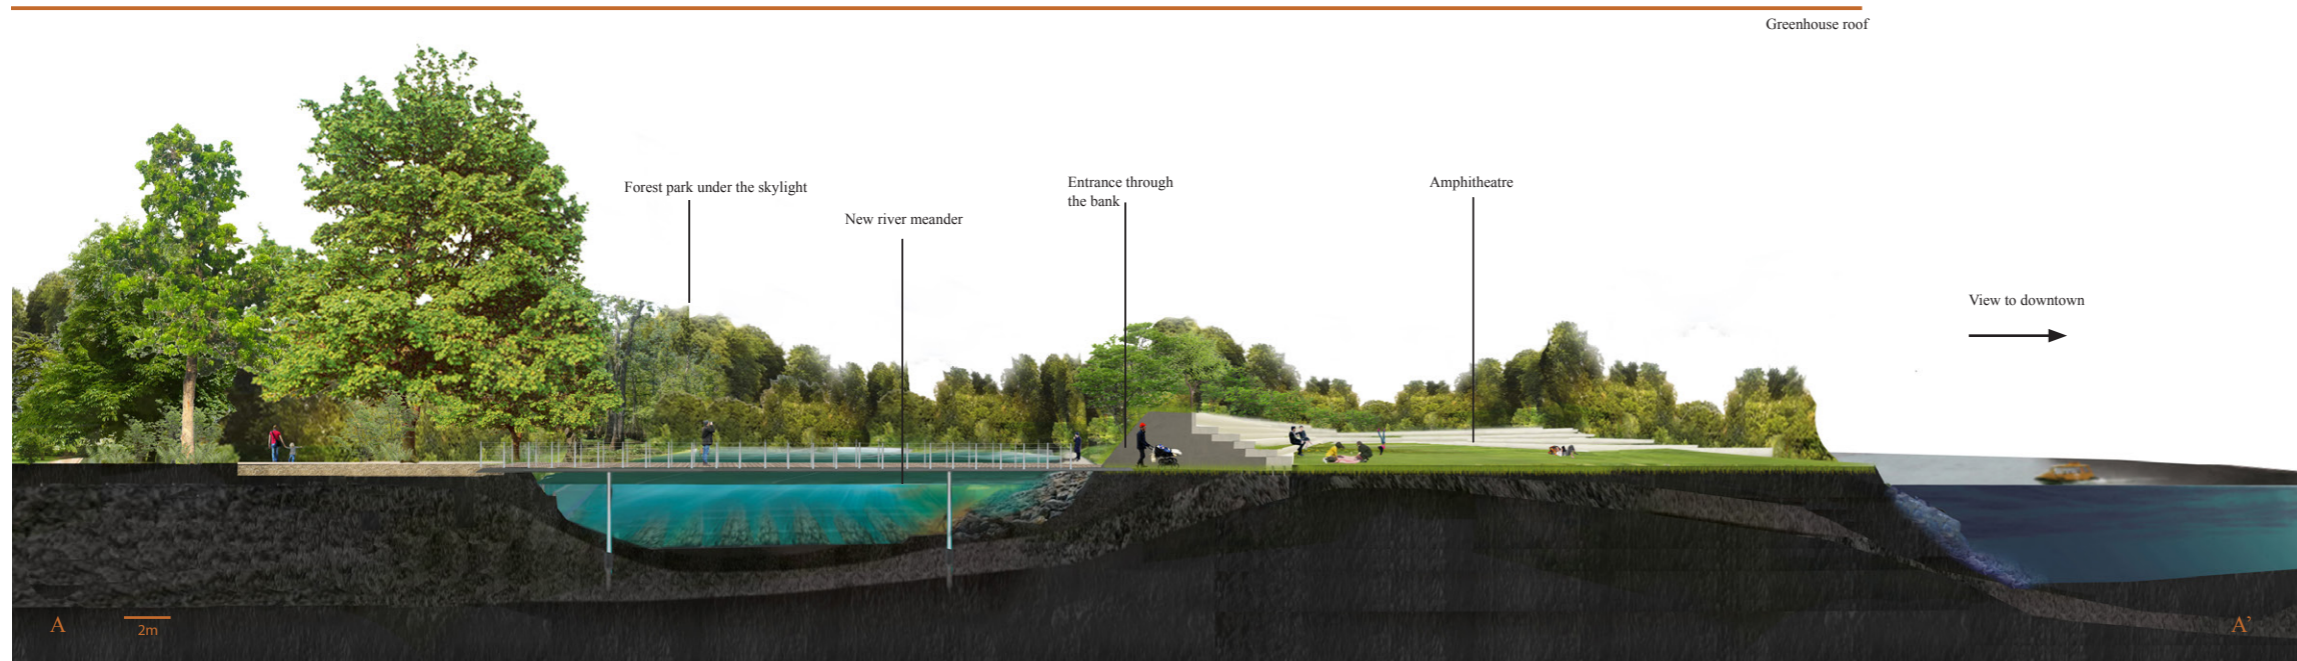 Greenhouse roof
Forest park under the skylight
New river meander
Entrance through
the bank
Amphitheatre
View to downtown
A
2m
A'